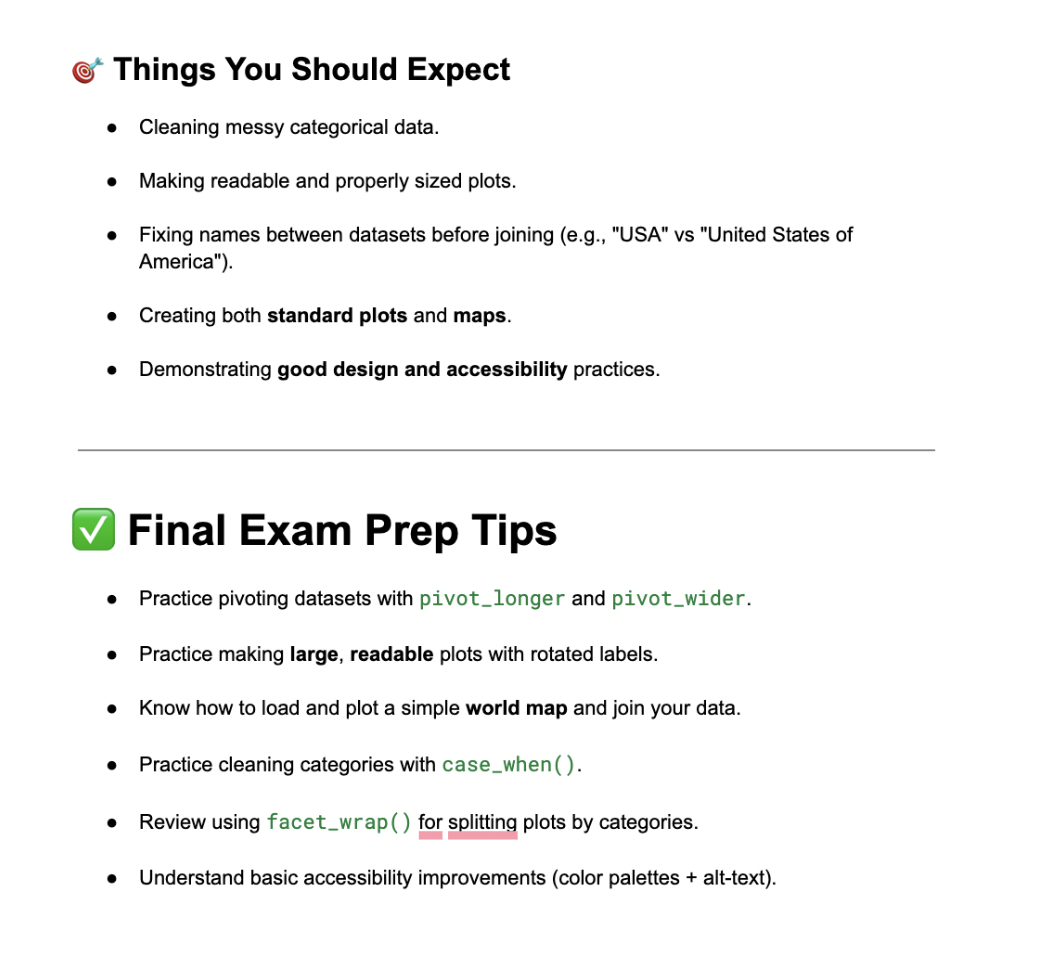 🎯 Things You Should Expect
● Cleaning messy categorical data.
● Making readable and properly sized plots.
● Fixing names between datasets before joining (e.g., "USA" vs "United States of
America").
● Creating both standard plots and maps.
● Demonstrating good design and accessibility practices.
✅ Final Exam Prep Tips
● Practice pivoting datasets with pivot_longer and pivot_wider.
● Practice making large, readable plots with rotated labels.
● Know how to load and plot a simple world map and join your data.
● Practice cleaning categories with case_when().
● Review using facet_wrap() for splitting plots by categories.
● Understand basic accessibility improvements (color palettes + alt-text).